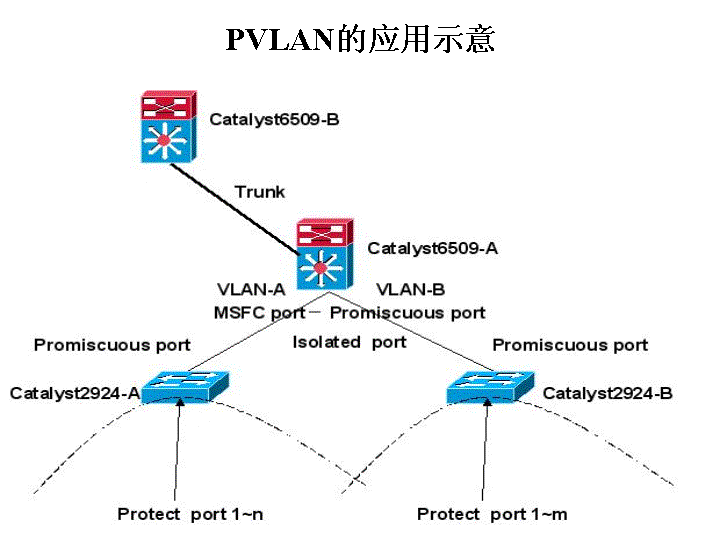 PVLAN的应用示意
Catalyst6509-B
Trunk
Catalyst6509-A
VLAN-A
VLAN-B
MSFC port — Promiscuous port
Isolated port
Promiscuous port
Promiscuous port
Catalyst2924-A
Catalyst2924-B
Protect port 1~n
Protect port 1~m